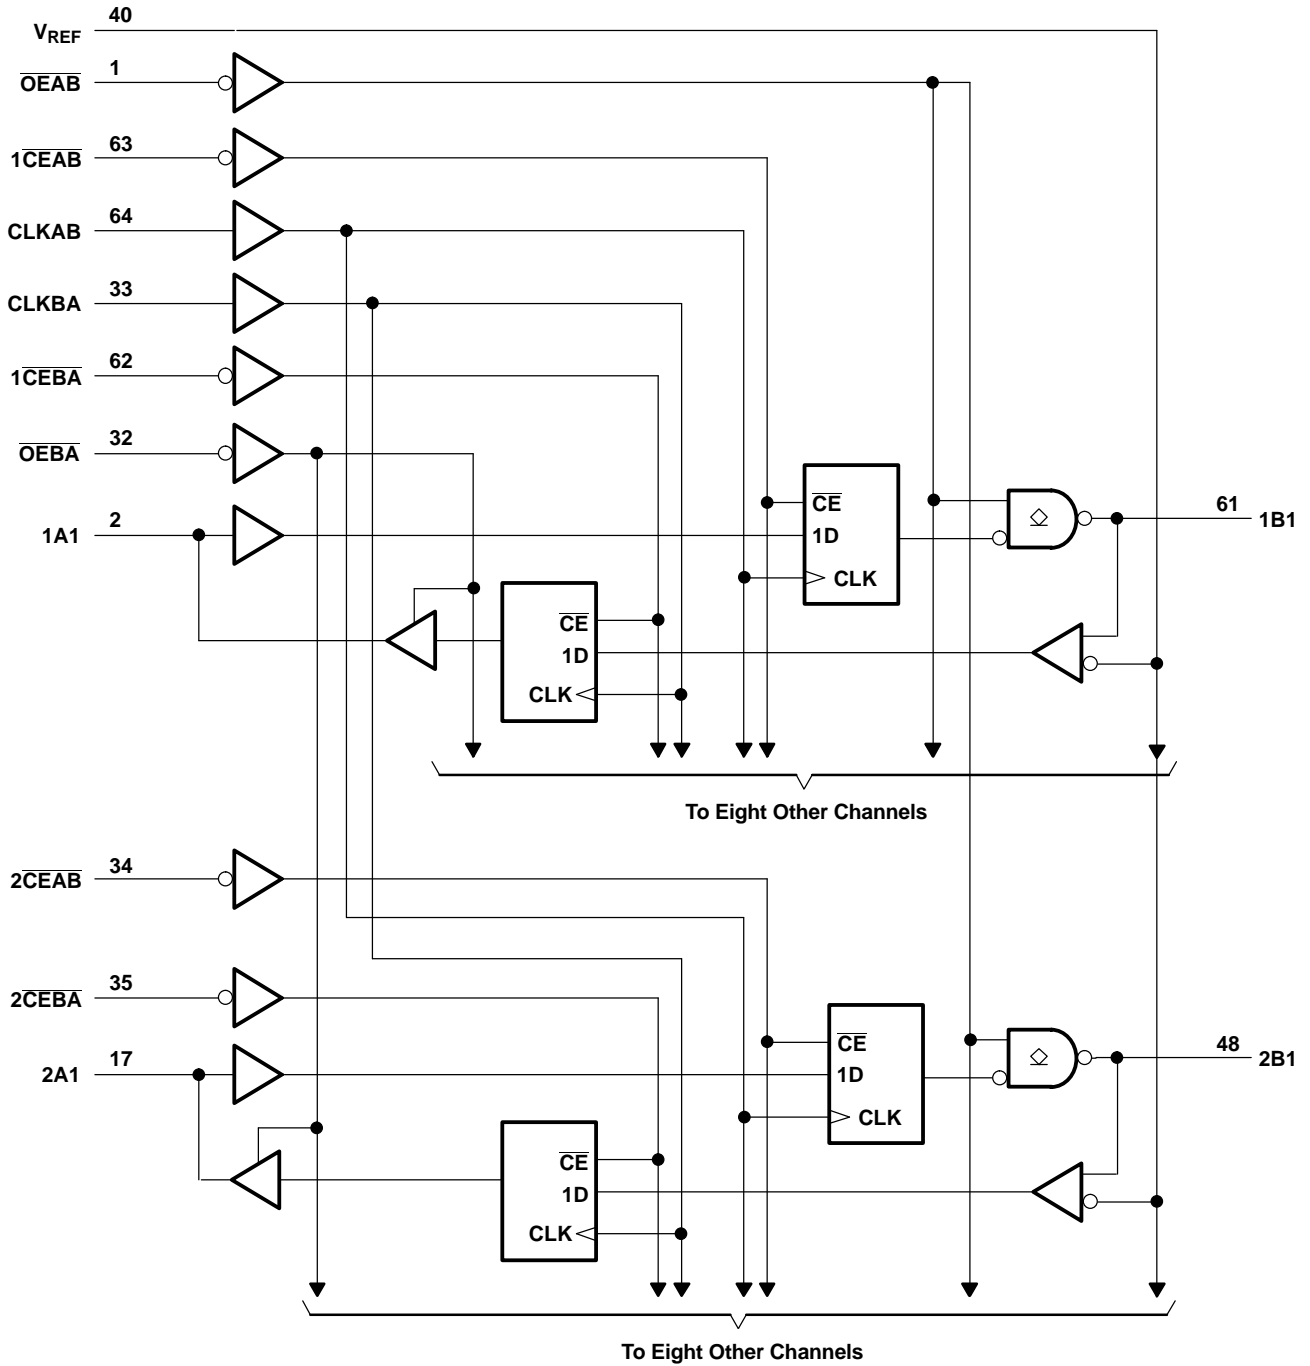 40
VREF
1
OEAB
63
1CEAB
64
CLKAB
33
CLKBA
62
1CEBA
32
OEBA
2
1A1
CE
1D
CLK
61
1B1
CE
1D
CLK
To Eight Other Channels
34
2CEAB
35
2CEBA
17
2A1
CE
1D
CLK
48
2B1
CE
1D
CLK
To Eight Other Channels